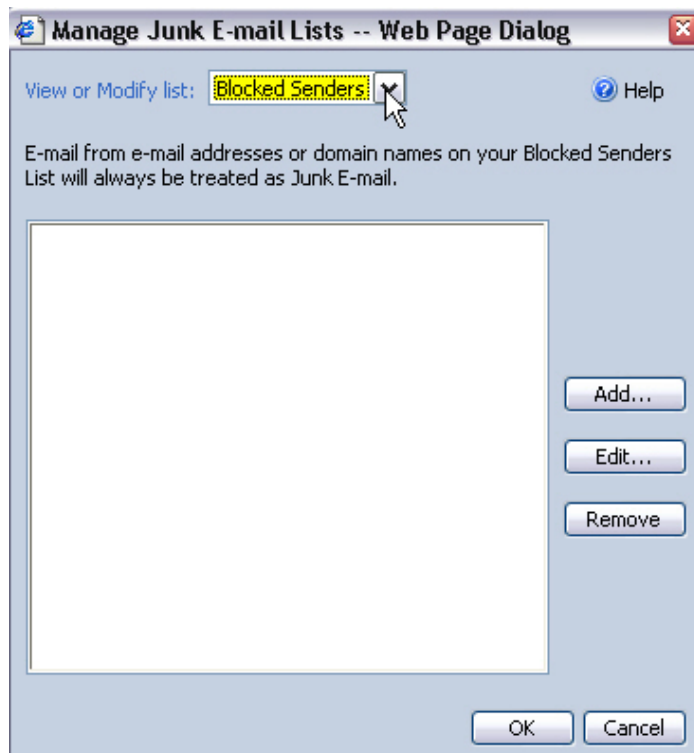 Manage Junk E-mail Lists -- Web Page Dialog
View or Modify list: Blocked Senders Help
E-mail from e-mail addresses or domain names on your Blocked Senders
List will always be treated as Junk E-mail.
Add...
Edit...
Remove
OK Cancel